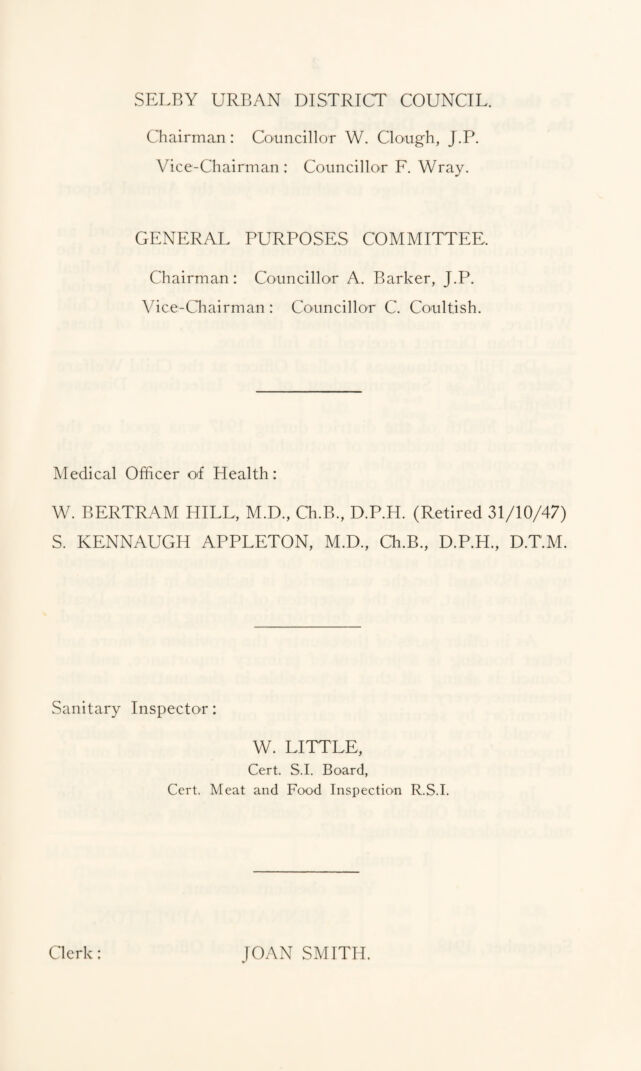 SELBY URBAN DISTRICT COUNCIL.
Chairman: Councillor W. Clough, J.P.
Vice-Chairman: Councillor F. Wray.
GENERAL PURPOSES COMMITTEE.
Chairman: Councillor A. Barker, J.P.
Vice-Chairman: Councillor C. Coultish.
Medical Officer of Health:
W. BERTRAM HILL, M.D., Ch.B., D.P.H. (Retired 31/10/47)
S. KENNAUGH APPLETON, M.D., Ch.B., D.P.H., D.T.M.
Sanitary Inspector:
W. LITTLE,
Cert. S.I. Board,
Cert. Meat and Food Inspection R.S.I.
Clerk: JOAN SMITH.